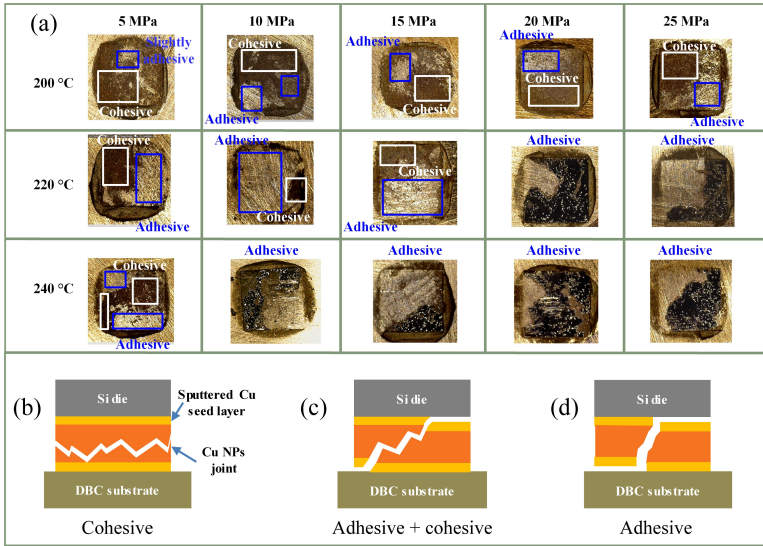 (a)
5 MPa 10 MPa 15 MPa 20 MPa 25 MPa
200 °C
Slightly
adhesive
Cohesive
Cohesive
Adhesive
Adhesive
Cohesive
Adhesive
Cohesive
Cohesive
Adhesive
220 °C
Cohesive
Adhesive
Adhesive
Cohesive
Cohesive
Adhesive
Adhesive
Adhesive
240 °C
Cohesive
Adhesive
Adhesive
Adhesive
Adhesive
Adhesive
(b)
Si die
Sputtered Cu
seed layer
Cu NPs
joint
DBC substrate
Cohesive
(c)
Si die
DBC substrate
Adhesive + cohesive
(d)
Si die
DBC substrate
Adhesive